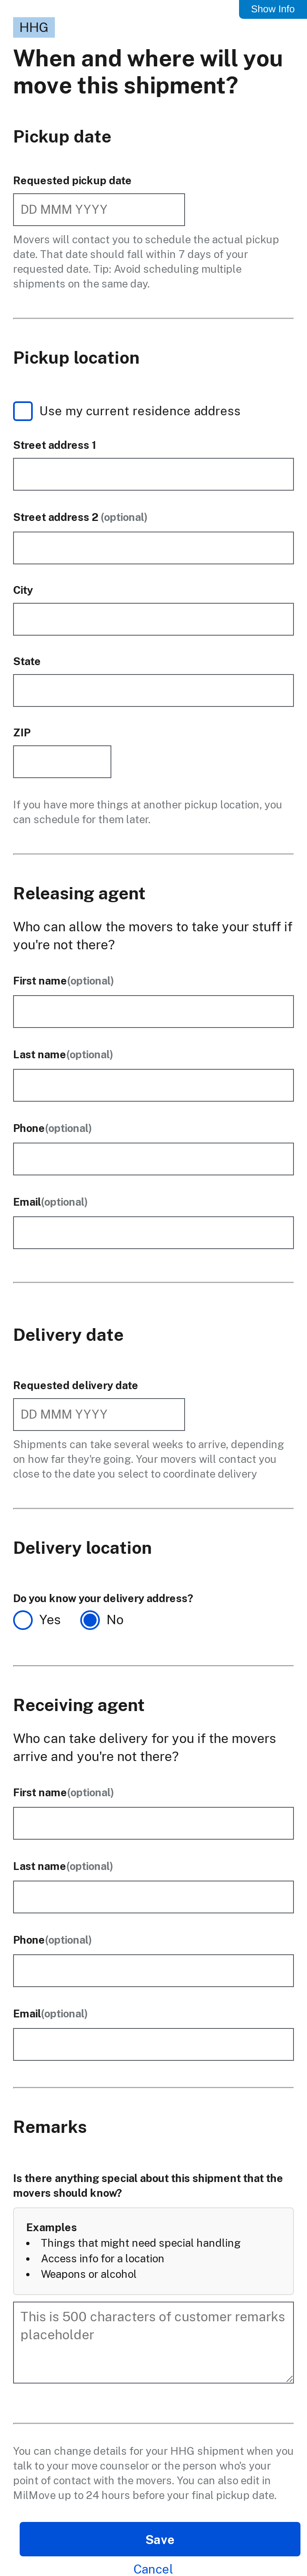 Show Info
HHG
When and where will you
move this shipment?
Pickup date
Requested pickup date
DD MMM YYYY
Movers will contact you to schedule the actual pickup
date. That date should fall within 7 days of your
requested date. Tip: Avoid scheduling multiple
shipments on the same day.
Pickup location
Use my current residence address
Street address 1
Street address 2 (optional)
City
State
ZIP
If you have more things at another pickup location, you
can schedule for them later.
Releasing agent
Who can allow the movers to take your stuff if
you're not there?
First name(optional)
Last name(optional)
Phone(optional)
Email(optional)
Delivery date
Requested delivery date
DD MMM YYYY
Shipments can take several weeks to arrive, depending
on how far they're going. Your movers will contact you
close to the date you select to coordinate delivery
Delivery location
Do you know your delivery address?
Yes No
Receiving agent
Who can take delivery for you if the movers
arrive and you're not there?
First name(optional)
Last name(optional)
Phone(optional)
Email(optional)
Remarks
Is there anything special about this shipment that the
movers should know?
Examples
• Things that might need special handling
• Access info for a location
• Weapons or alcohol
This is 500 characters of customer remarks
placeholder
You can change details for your HHG shipment when you
talk to your move counselor or the person who's your
point of contact with the movers. You can also edit in
MilMove up to 24 hours before your final pickup date.
Save
Cancel